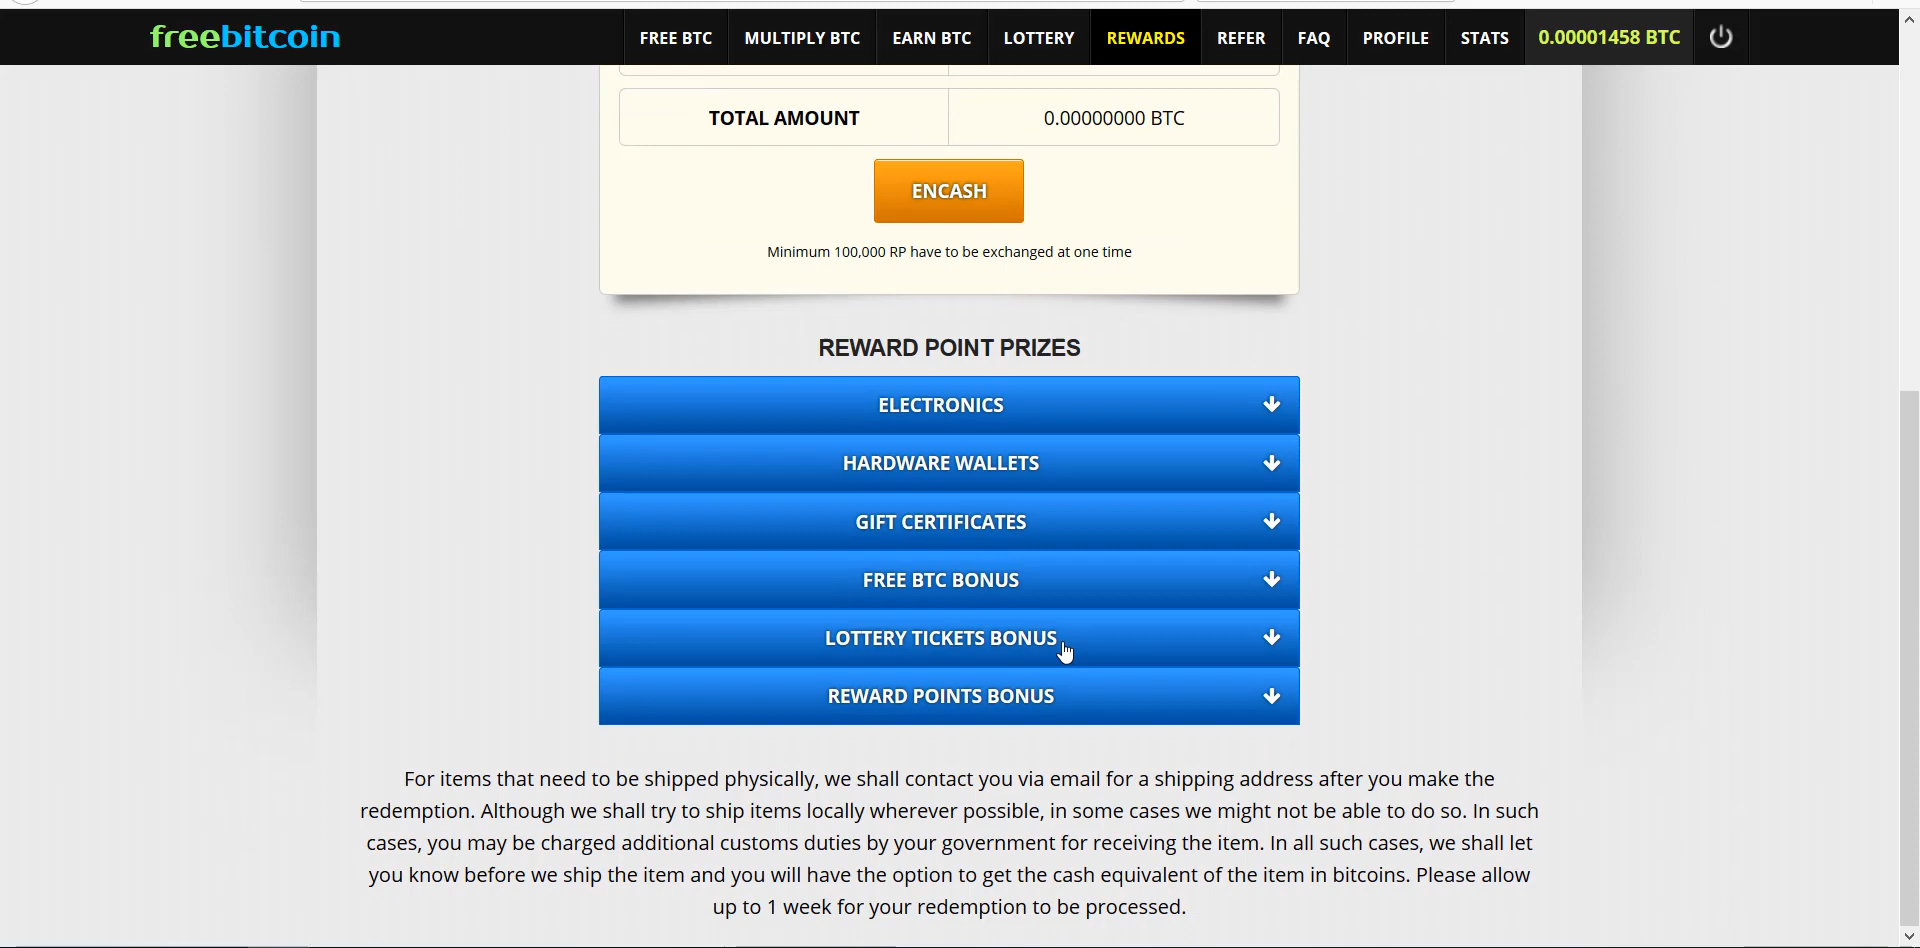 freebitcoin
FREE BTC
MULTIPLY BTC
EARN BTC
LOTTERY
REWARDS
REFER
FAQ
PROFILE
STATS
0.00001458 BTC
TOTAL AMOUNT
0.00000000 BTC
ENCASH
Minimum 100,000 RP have to be exchanged at one time
REWARD POINT PRIZES
ELECTRONICS
HARDWARE WALLETS
GIFT CERTIFICATES
FREE BTC BONUS
LOTTERY TICKETS BONUS
REWARD POINTS BONUS
For items that need to be shipped physically, we shall contact you via email for a shipping address after you make the
redemption. Although we shall try to ship items locally wherever possible, in some cases we might not be able to do so. In such
cases, you may be charged additional customs duties by your government for receiving the item. In all such cases, we shall let
you know before we ship the item and you will have the option to get the cash equivalent of the item in bitcoins. Please allow
up to 1 week for your redemption to be processed.